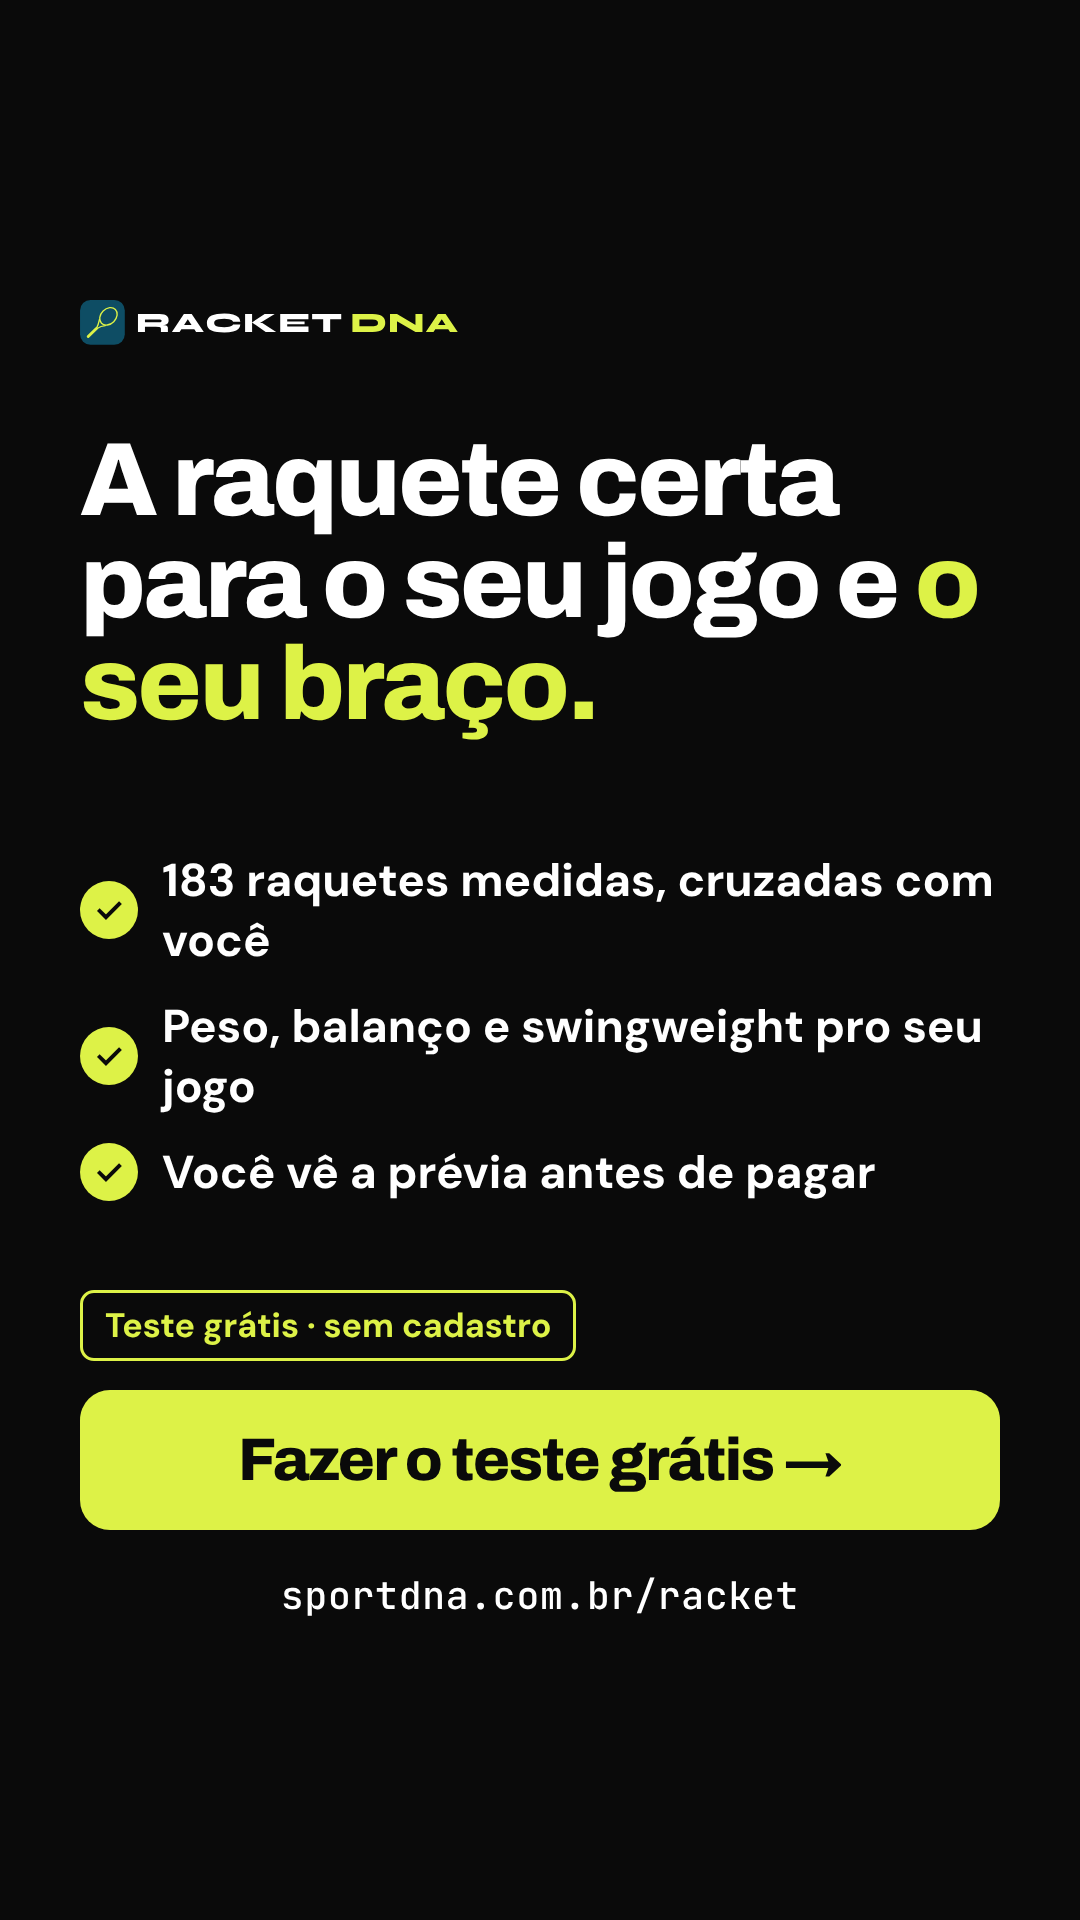 RACKET DNA
A raquete certa
para o seu jogo e o
seu braço.
183 raquetes medidas, cruzadas com
você
Peso, balanço e swingweight pro seu
jogo
Você vê a prévia antes de pagar
Teste grátis · sem cadastro
Fazer o teste grátis →
sportdna.com.br/racket